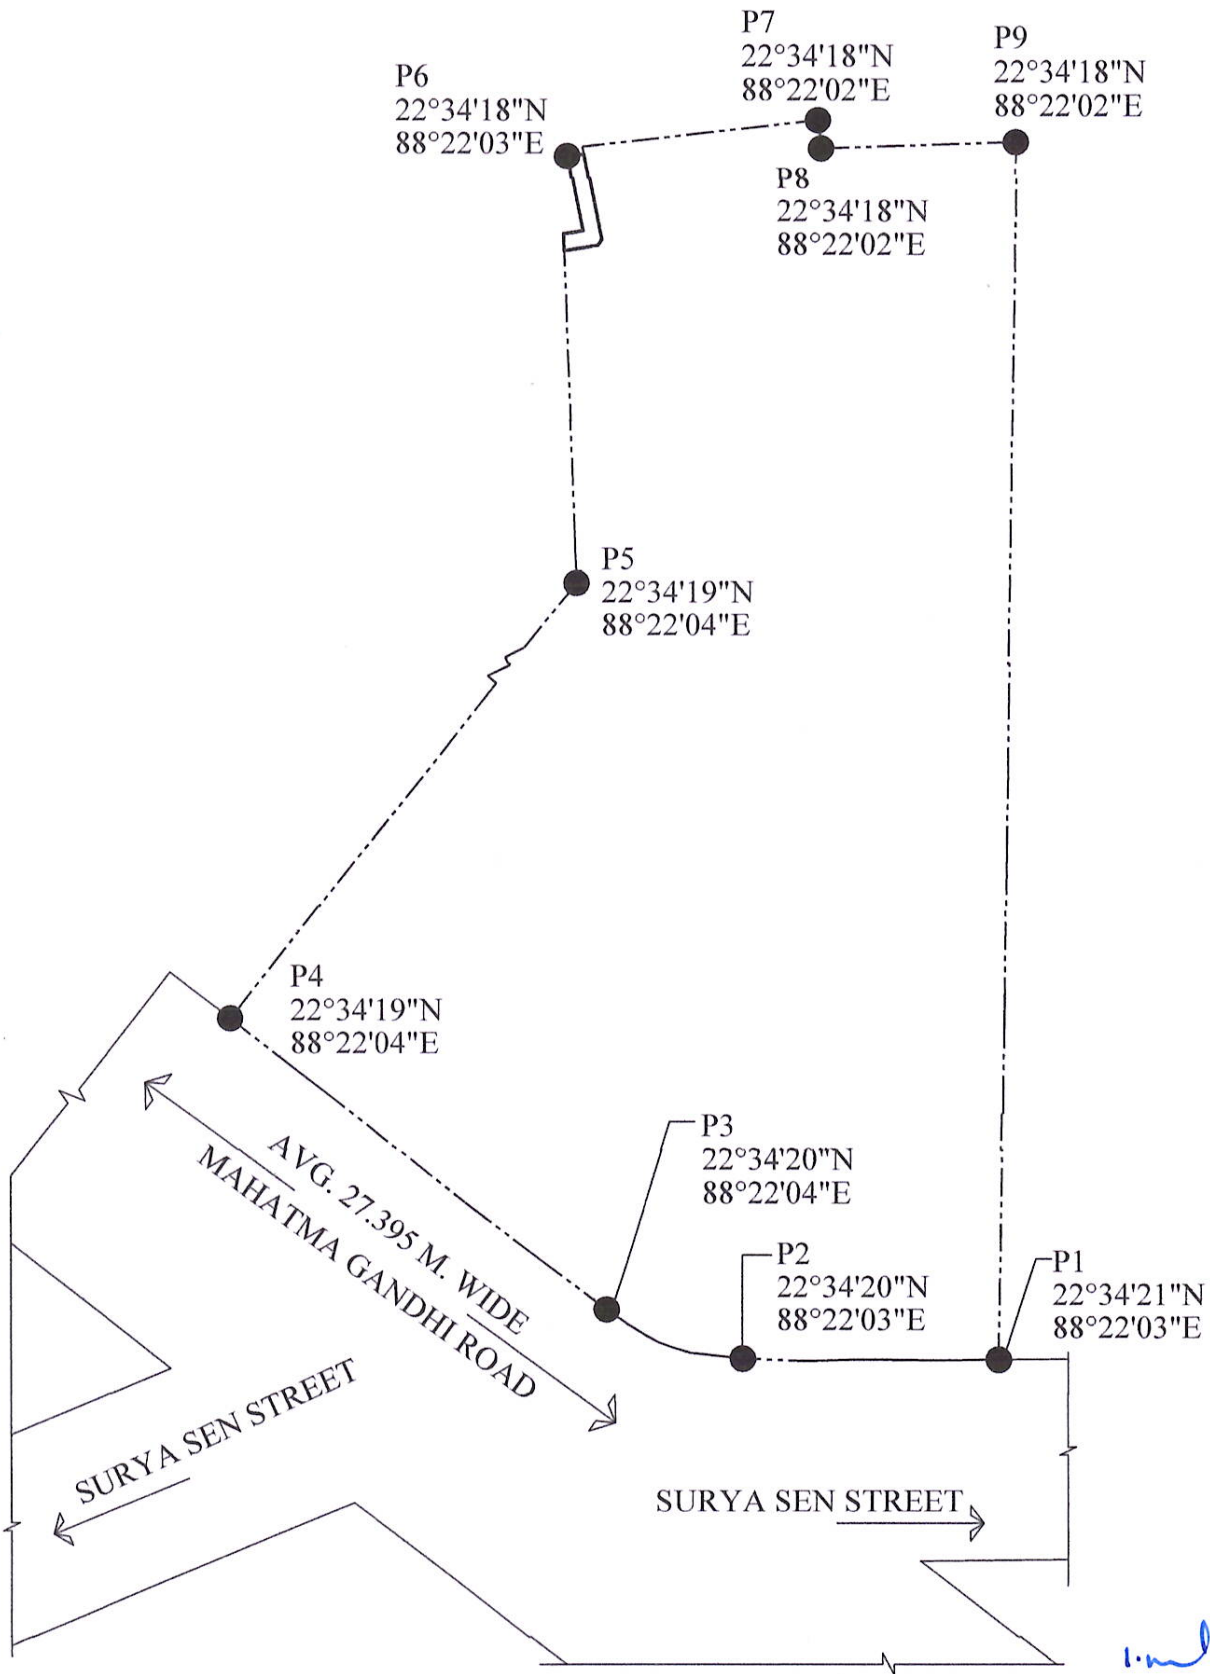 P7
22°34'18"N
88°22'02"E
P9
22°34'18"N
88°22'02"E
P6
22°34'18"N
88°22'03"E
P8
22°34'18"N
88°22'02"E
P5
22°34'19"N
88°22'04"E
P4
22°34'19"N
88°22'04"E
P3
22°34'20"N
88°22'04"E
P2
22°34'20"N
88°22'03"E
P1
22°34'21"N
88°22'03"E
AVG. 27.395 M. WIDE
MAHATMA GANDHI ROAD
SURYA SEN STREET
SURYA SEN STREET